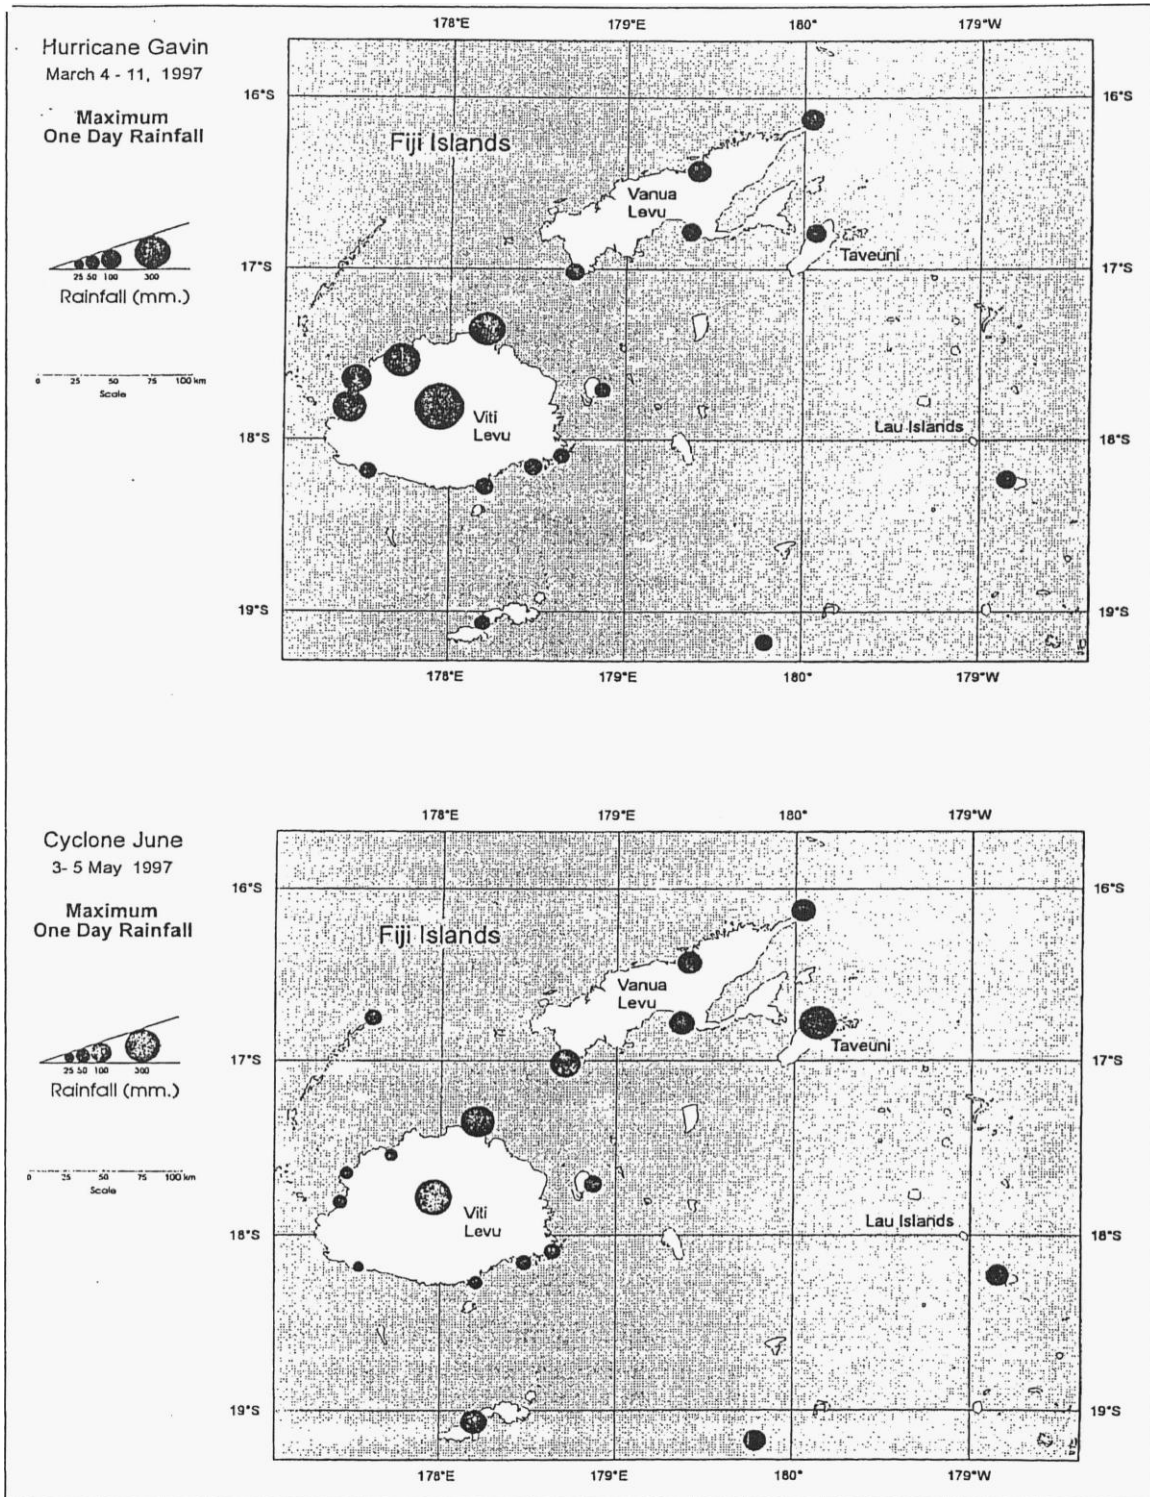 Hurricane Gavin
March 4 - 11, 1997
Maximum
One Day Rainfall
25 50 100 300
Rainfall (mm.)
0 25 50 75 100 km
Scale
178°E 179°E 180° 179°W
16°S 16°S
Fiji Islands
Vanua
Levu
Taveuni
17°S 17°S
Viti
Levu
Lau Islands
18°S 18°S
19°S 19°S
178°E 179°E 180° 179°W
Cyclone June
3- 5 May 1997
Maximum
One Day Rainfall
25 50 100 300
Rainfall (mm.)
0 25 50 75 100 km
Scale
178°E 179°E 180° 179°W
16°S 16°S
Fiji Islands
Vanua
Levu
Taveuni
17°S 17°S
Viti
Levu
Lau Islands
18°S 18°S
19°S 19°S
178°E 179°E 180° 179°W